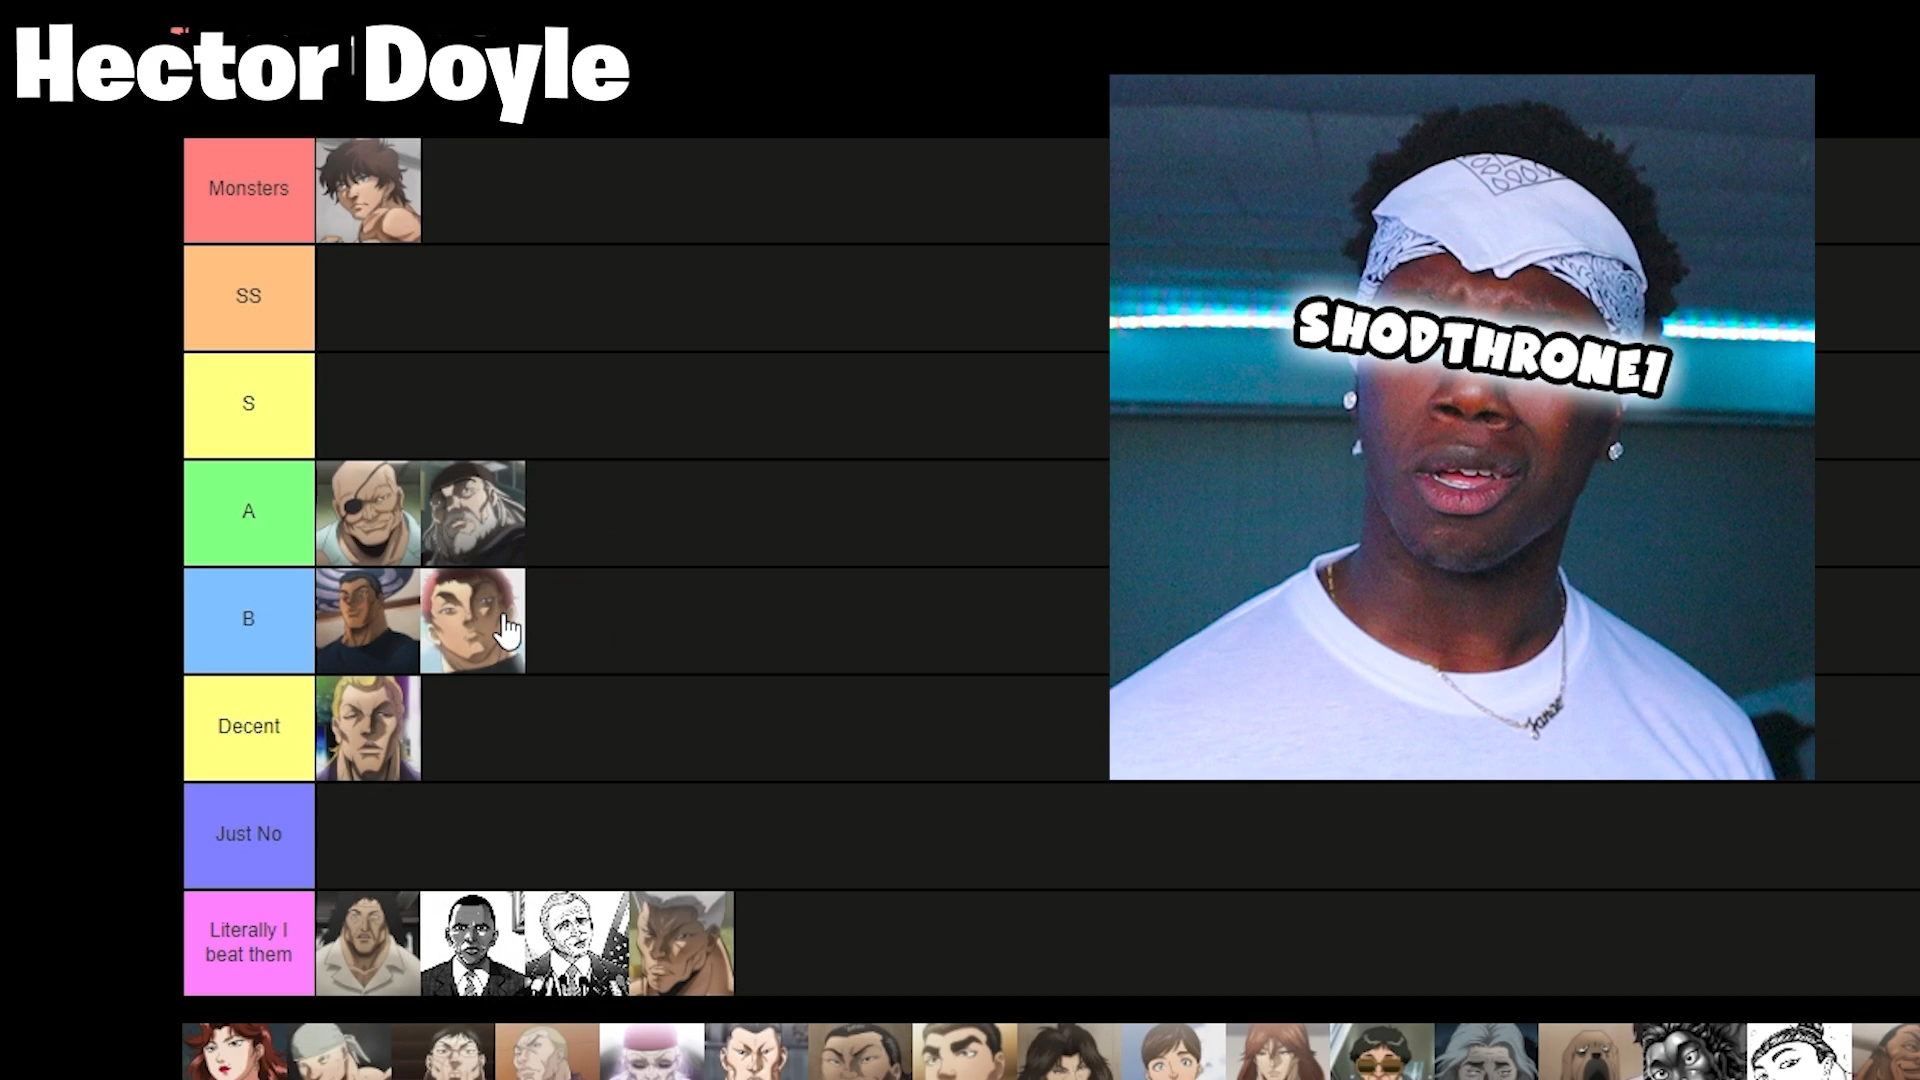 Hector Doyle
Monsters
SS
S
A
B
Decent
Just No
Literally I
beat them
SHODTHRONE1